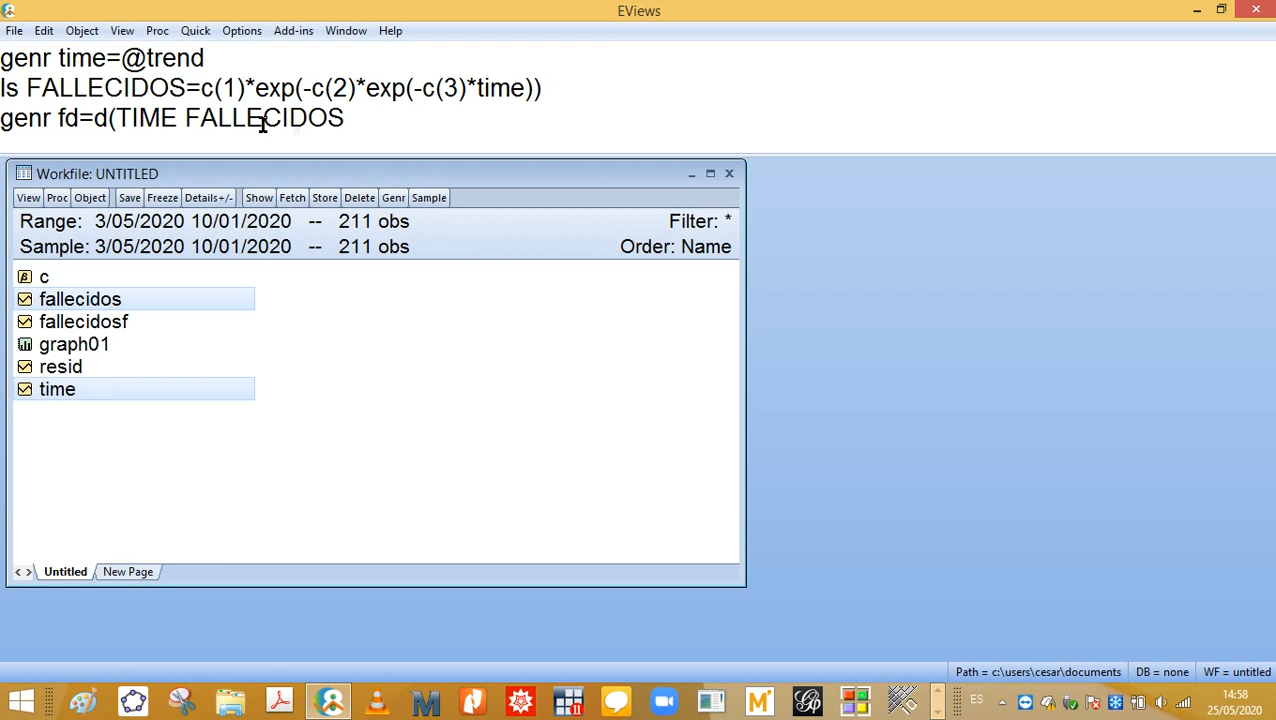 EViews
File Edit Object View Proc Quick Options Add-ins Window Help
genr time=@trend
ls FALLECIDOS=c(1)*exp(-c(2)*exp(-c(3)*time))
genr fd=d(TIME FALLECIDOS
Workfile: UNTITLED
View Proc Object Save Freeze Details+/- Show Fetch Store Delete Genr Sample
Range: 3/05/2020 10/01/2020 -- 211 obs Filter: *
Sample: 3/05/2020 10/01/2020 -- 211 obs Order: Name
β c
fallecidos
fallecidosf
graph01
resid
time
Untitled New Page
Path = c:\users\cesar\documents DB = none WF = untitled
ES 14:58
25/05/2020